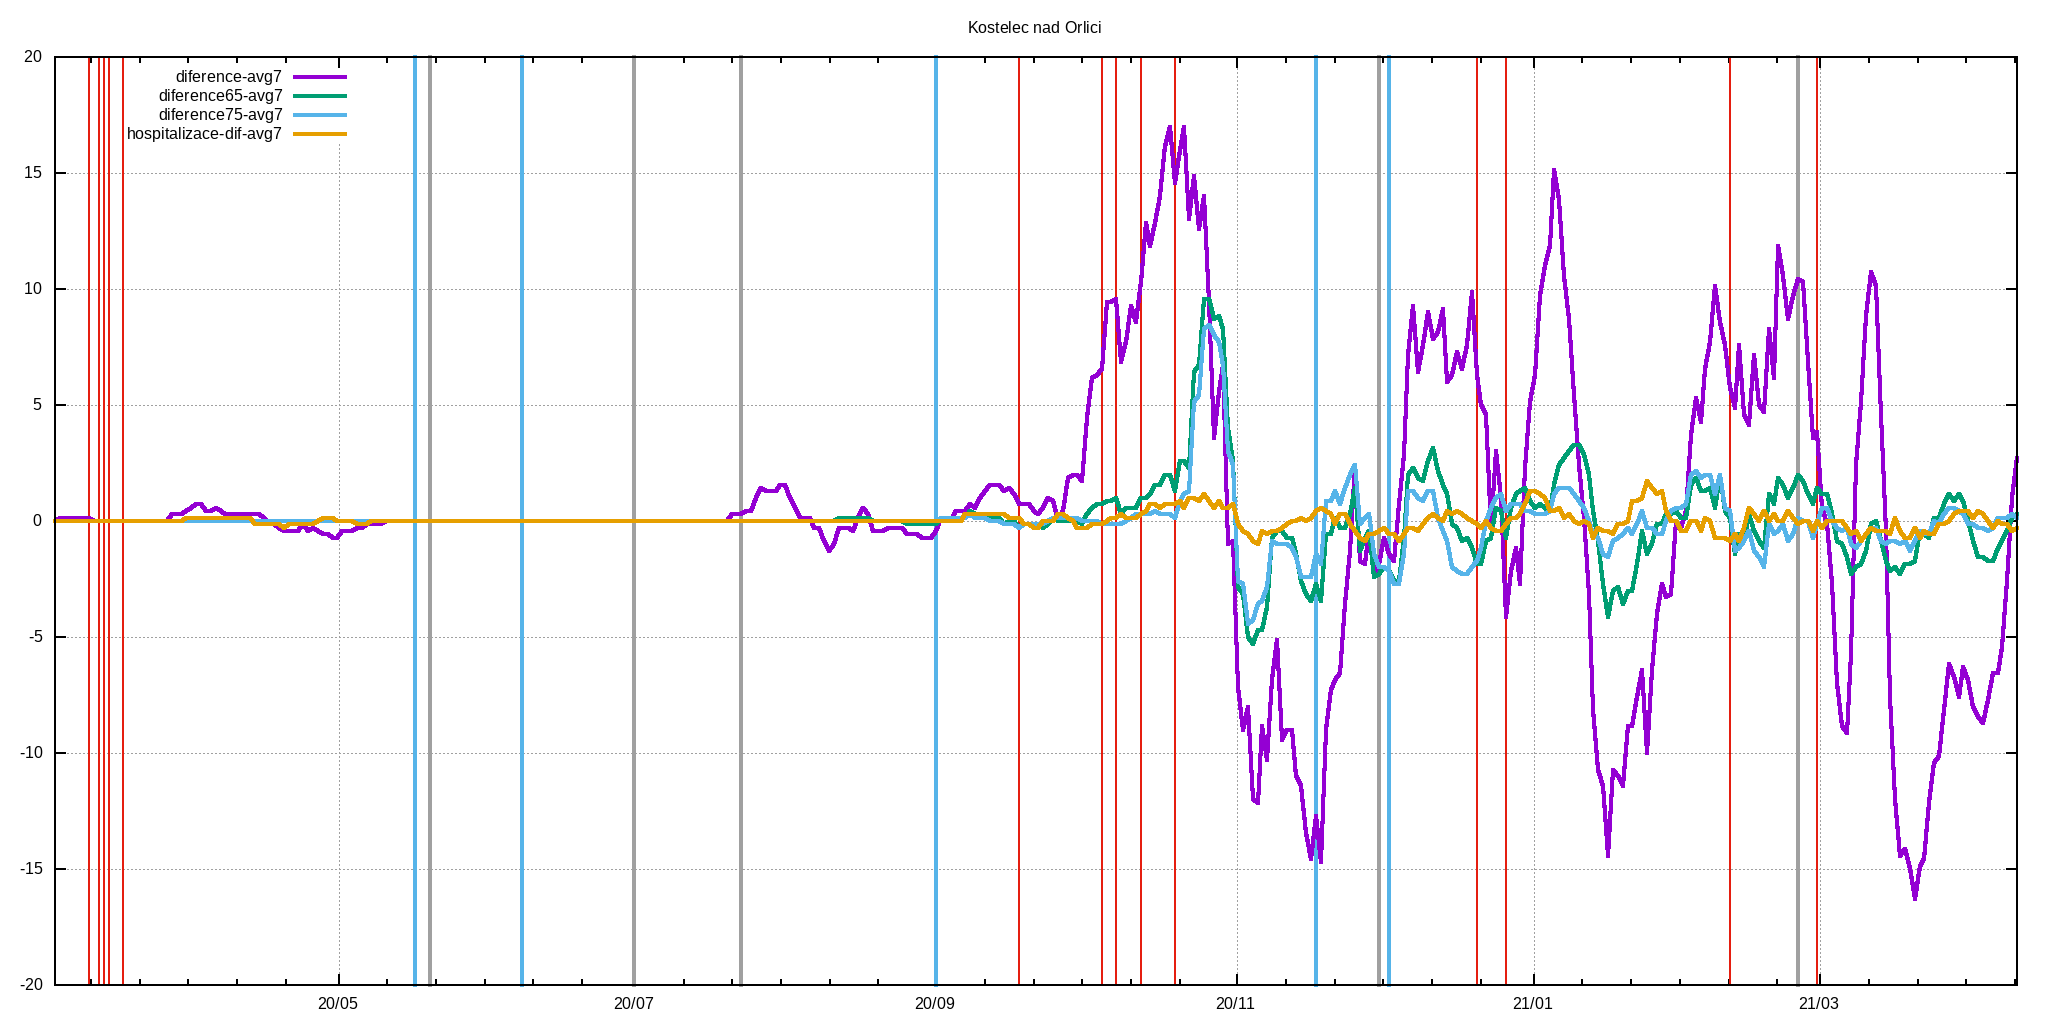 Kostelec nad Orlici
20
diference-avg7
diference65-avg7
diference75-avg7
hospitalizace-dif-avg7
15
10
5
0
-5
-10
-15
-20
20/05 20/07 20/09 20/11 21/01 21/03